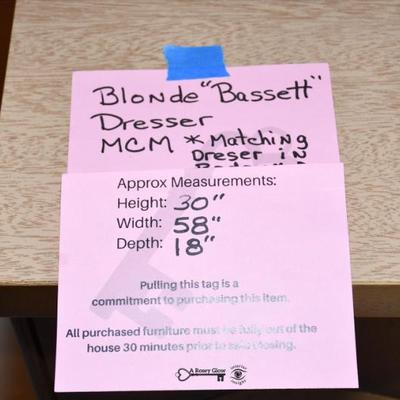 Blonde "Bassett"
Dresser
MCM * Matching
Dreser in
Approx Measurements:
Height: 30"
Width: 58"
Depth: 18"
Pulling this tag is a
commitment to purchasing this item.
All purchased furniture must be fully out of the
house 30 minutes prior to sale closing.
A Rosey Glow
interior
insight